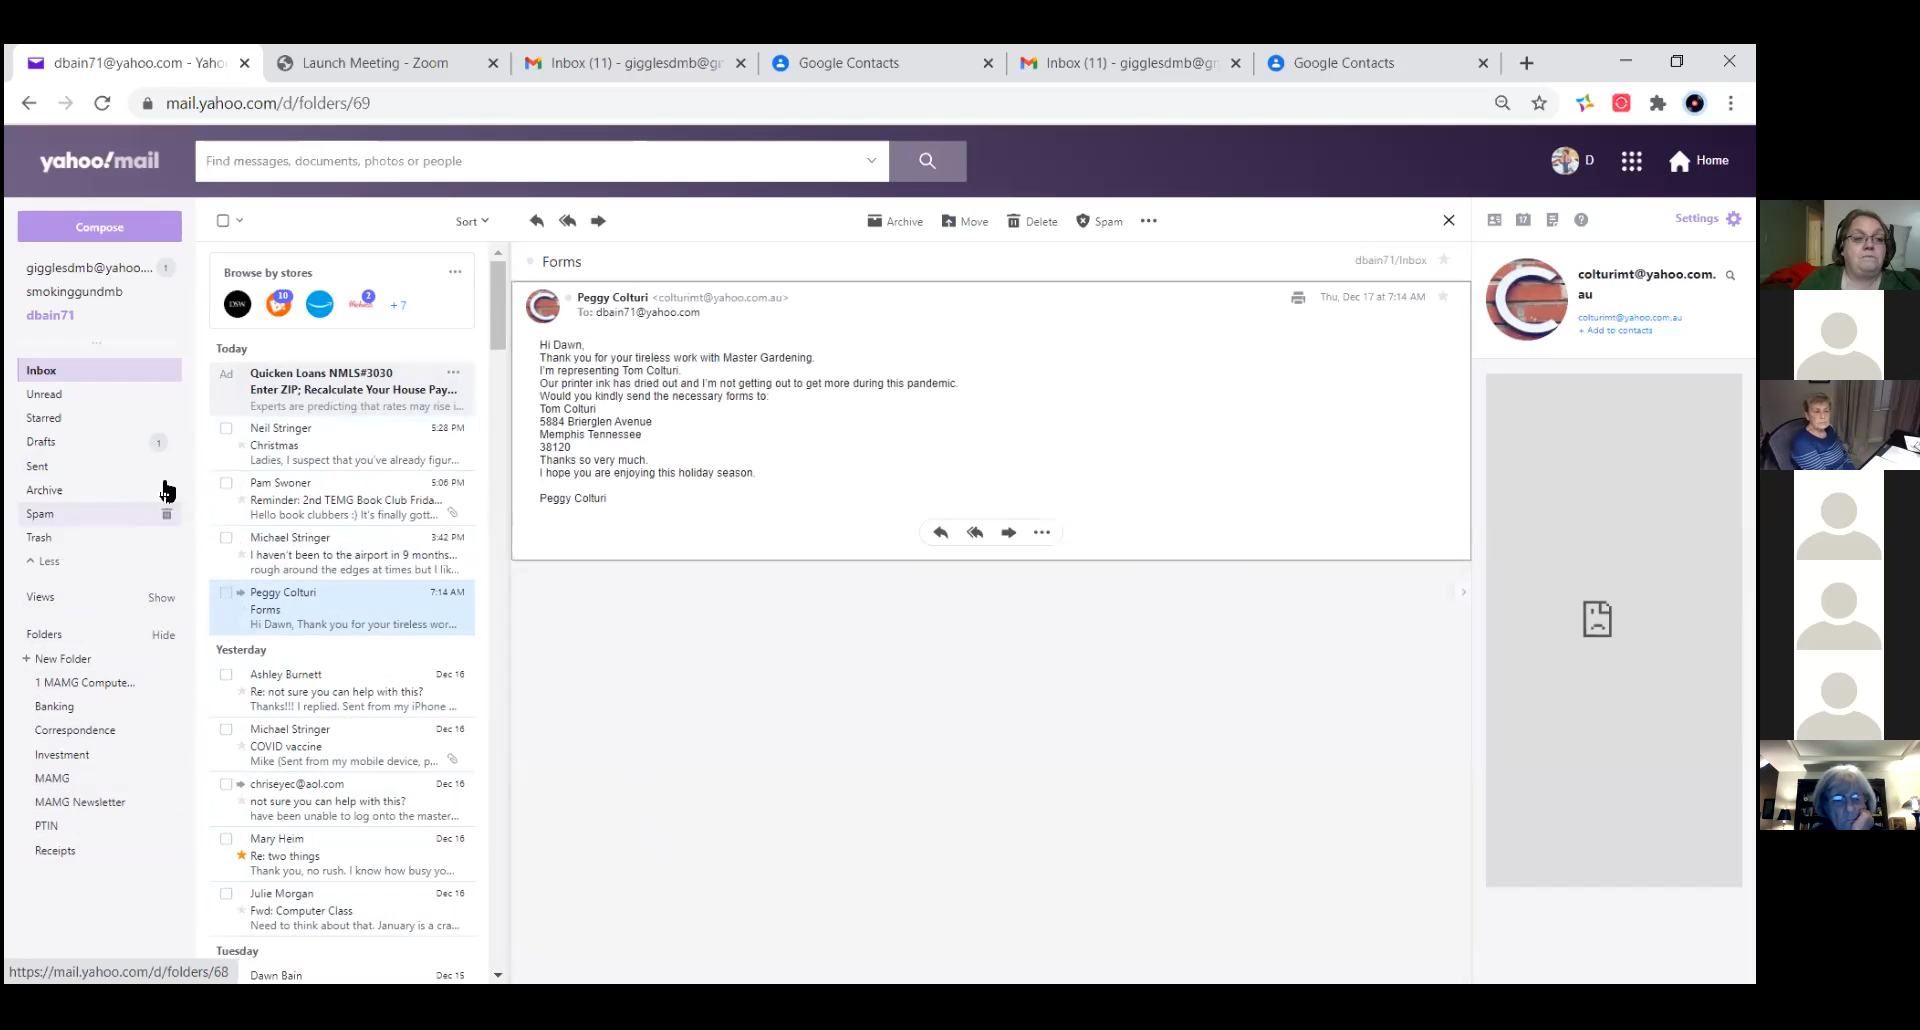 dbain71@yahoo.com - Yaho
Launch Meeting - Zoom
Inbox (11) - gigglesdmb@gr
Google Contacts
Inbox (11) - gigglesdmb@gr
Google Contacts
mail.yahoo.com/d/folders/69
yahoo!mail
Find messages, documents, photos or people
D
Home
Compose
gigglesdmb@yahoo.... 1
smokinggundmb
dbain71
Inbox
Unread
Starred
Drafts 1
Sent
Archive
Spam
Trash
Less
Views Show
Folders Hide
+ New Folder
1 MAMG Compute...
Banking
Correspondence
Investment
MAMG
MAMG Newsletter
PTIN
Receipts
https://mail.yahoo.com/d/folders/68
Sort
Browse by stores
DSW 10 2 + 7
Today
Ad Quicken Loans NMLS#3030
Enter ZIP; Recalculate Your House Pay...
Experts are predicting that rates may rise i...
Neil Stringer 5:28 PM
Christmas
Ladies, I suspect that you've already figur...
Pam Swoner 5:06 PM
Reminder: 2nd TEMG Book Club Frida...
Hello book clubbers :) It's finally gott...
Michael Stringer 3:42 PM
I haven't been to the airport in 9 months...
rough around the edges at times but I lik...
Peggy Colturi 7:14 AM
Forms
Hi Dawn, Thank you for your tireless wor...
Yesterday
Ashley Burnett Dec 16
Re: not sure you can help with this?
Thanks!!! I replied. Sent from my iPhone ...
Michael Stringer Dec 16
COVID vaccine
Mike (Sent from my mobile device, p...
chriseyec@aol.com Dec 16
not sure you can help with this?
have been unable to log onto the master...
Mary Heim Dec 16
Re: two things
Thank you, no rush. I know how busy yo...
Julie Morgan Dec 16
Fwd: Computer Class
Need to think about that. January is a cra...
Tuesday
Dawn Bain Dec 15
Archive Move Delete Spam
Forms
dbain71/Inbox
Peggy Colturi <colturimt@yahoo.com.au>
Thu, Dec 17 at 7:14 AM
To: dbain71@yahoo.com
Hi Dawn,
Thank you for your tireless work with Master Gardening.
I'm representing Tom Colturi.
Our printer ink has dried out and I'm not getting out to get more during this pandemic.
Would you kindly send the necessary forms to:
Tom Colturi
5884 Brierglen Avenue
Memphis Tennessee
38120
Thanks so very much.
I hope you are enjoying this holiday season.
Peggy Colturi
17
Settings
C
colturimt@yahoo.com.
au
colturimt@yahoo.com.au
+ Add to contacts